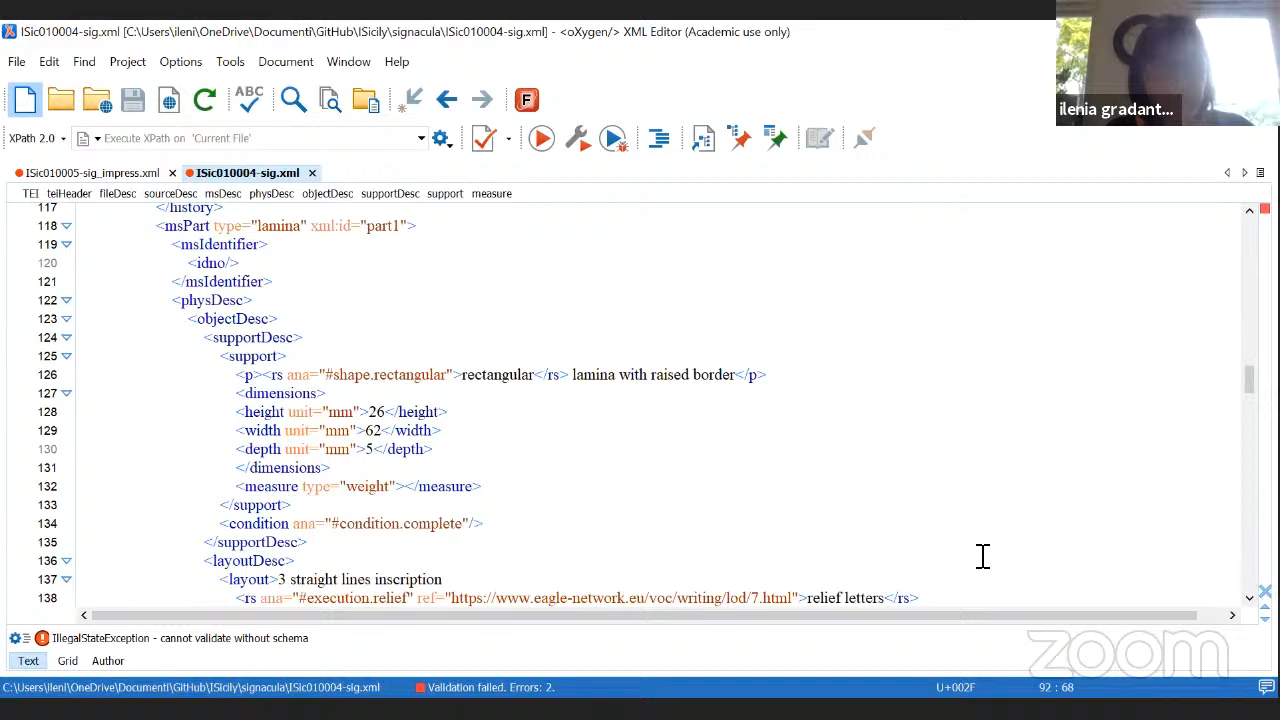 ISic010004-sig.xml [C:\Users\ileni\OneDrive\Documenti\GitHub\ISicily\signacula\ISic010004-sig.xml] - <oXygen/> XML Editor (Academic use only)
File Edit Find Project Options Tools Document Window Help
ABC
F
XPath 2.0 Execute XPath on 'Current File'
ilenia gradant...
ISic010005-sig_impress.xml ISic010004-sig.xml
TEI teiHeader fileDesc sourceDesc msDesc physDesc objectDesc supportDesc support measure
117 </history>
118 <msPart type="lamina" xml:id="part1">
119 <msIdentifier>
120 <idno/>
121 </msIdentifier>
122 <physDesc>
123 <objectDesc>
124 <supportDesc>
125 <support>
126 <p><rs ana="#shape.rectangular">rectangular</rs> lamina with raised border</p>
127 <dimensions>
128 <height unit="mm">26</height>
129 <width unit="mm">62</width>
130 <depth unit="mm">5</depth>
131 </dimensions>
132 <measure type="weight"></measure>
133 </support>
134 <condition ana="#condition.complete"/>
135 </supportDesc>
136 <layoutDesc>
137 <layout>3 straight lines inscription
138 <rs ana="#execution.relief" ref="https://www.eagle-network.eu/voc/writing/lod/7.html">relief letters</rs>
IllegalStateException - cannot validate without schema
zoom
Text Grid Author
C:\Users\ileni\OneDrive\Documenti\GitHub\ISicily\signacula\ISic010004-sig.xml Validation failed. Errors: 2. U+002F 92 : 68